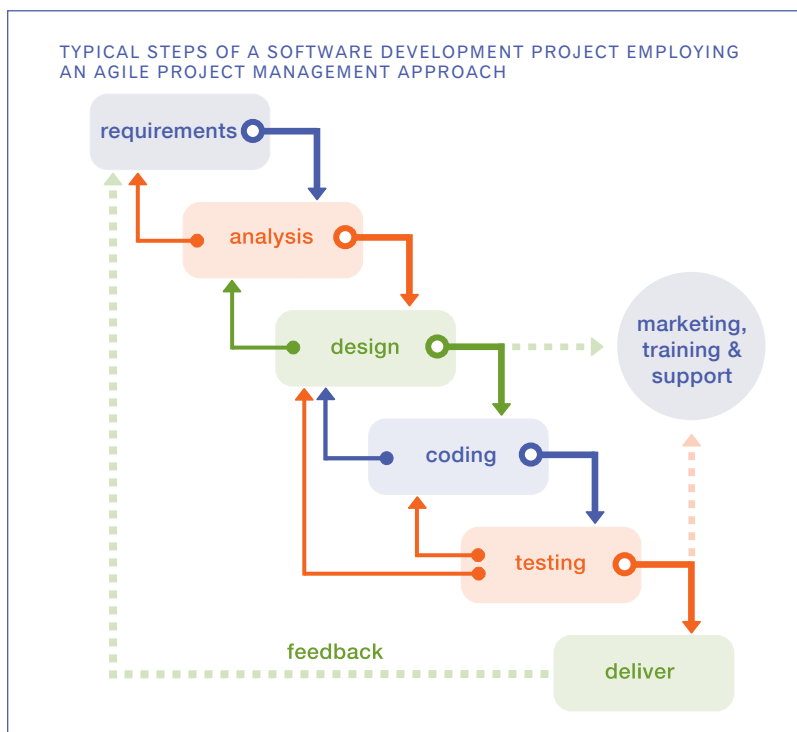 TYPICAL STEPS OF A SOFTWARE DEVELOPMENT PROJECT EMPLOYING
AN AGILE PROJECT MANAGEMENT APPROACH
requirements
analysis
design
marketing,
training &
support
coding
testing
feedback
deliver